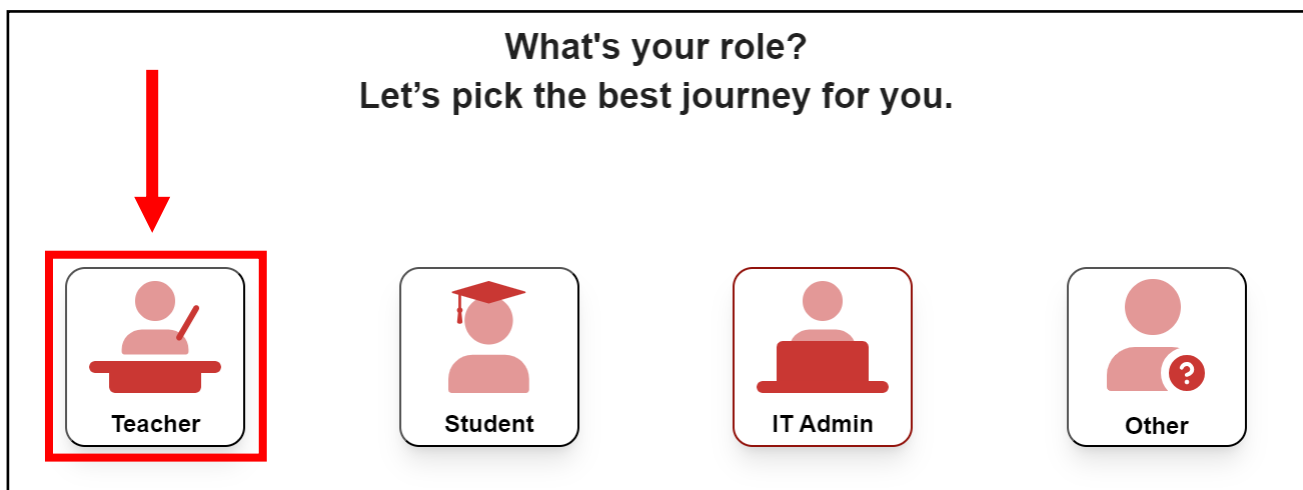 What's your role?
Let’s pick the best journey for you.
Teacher
Student
IT Admin
?
Other